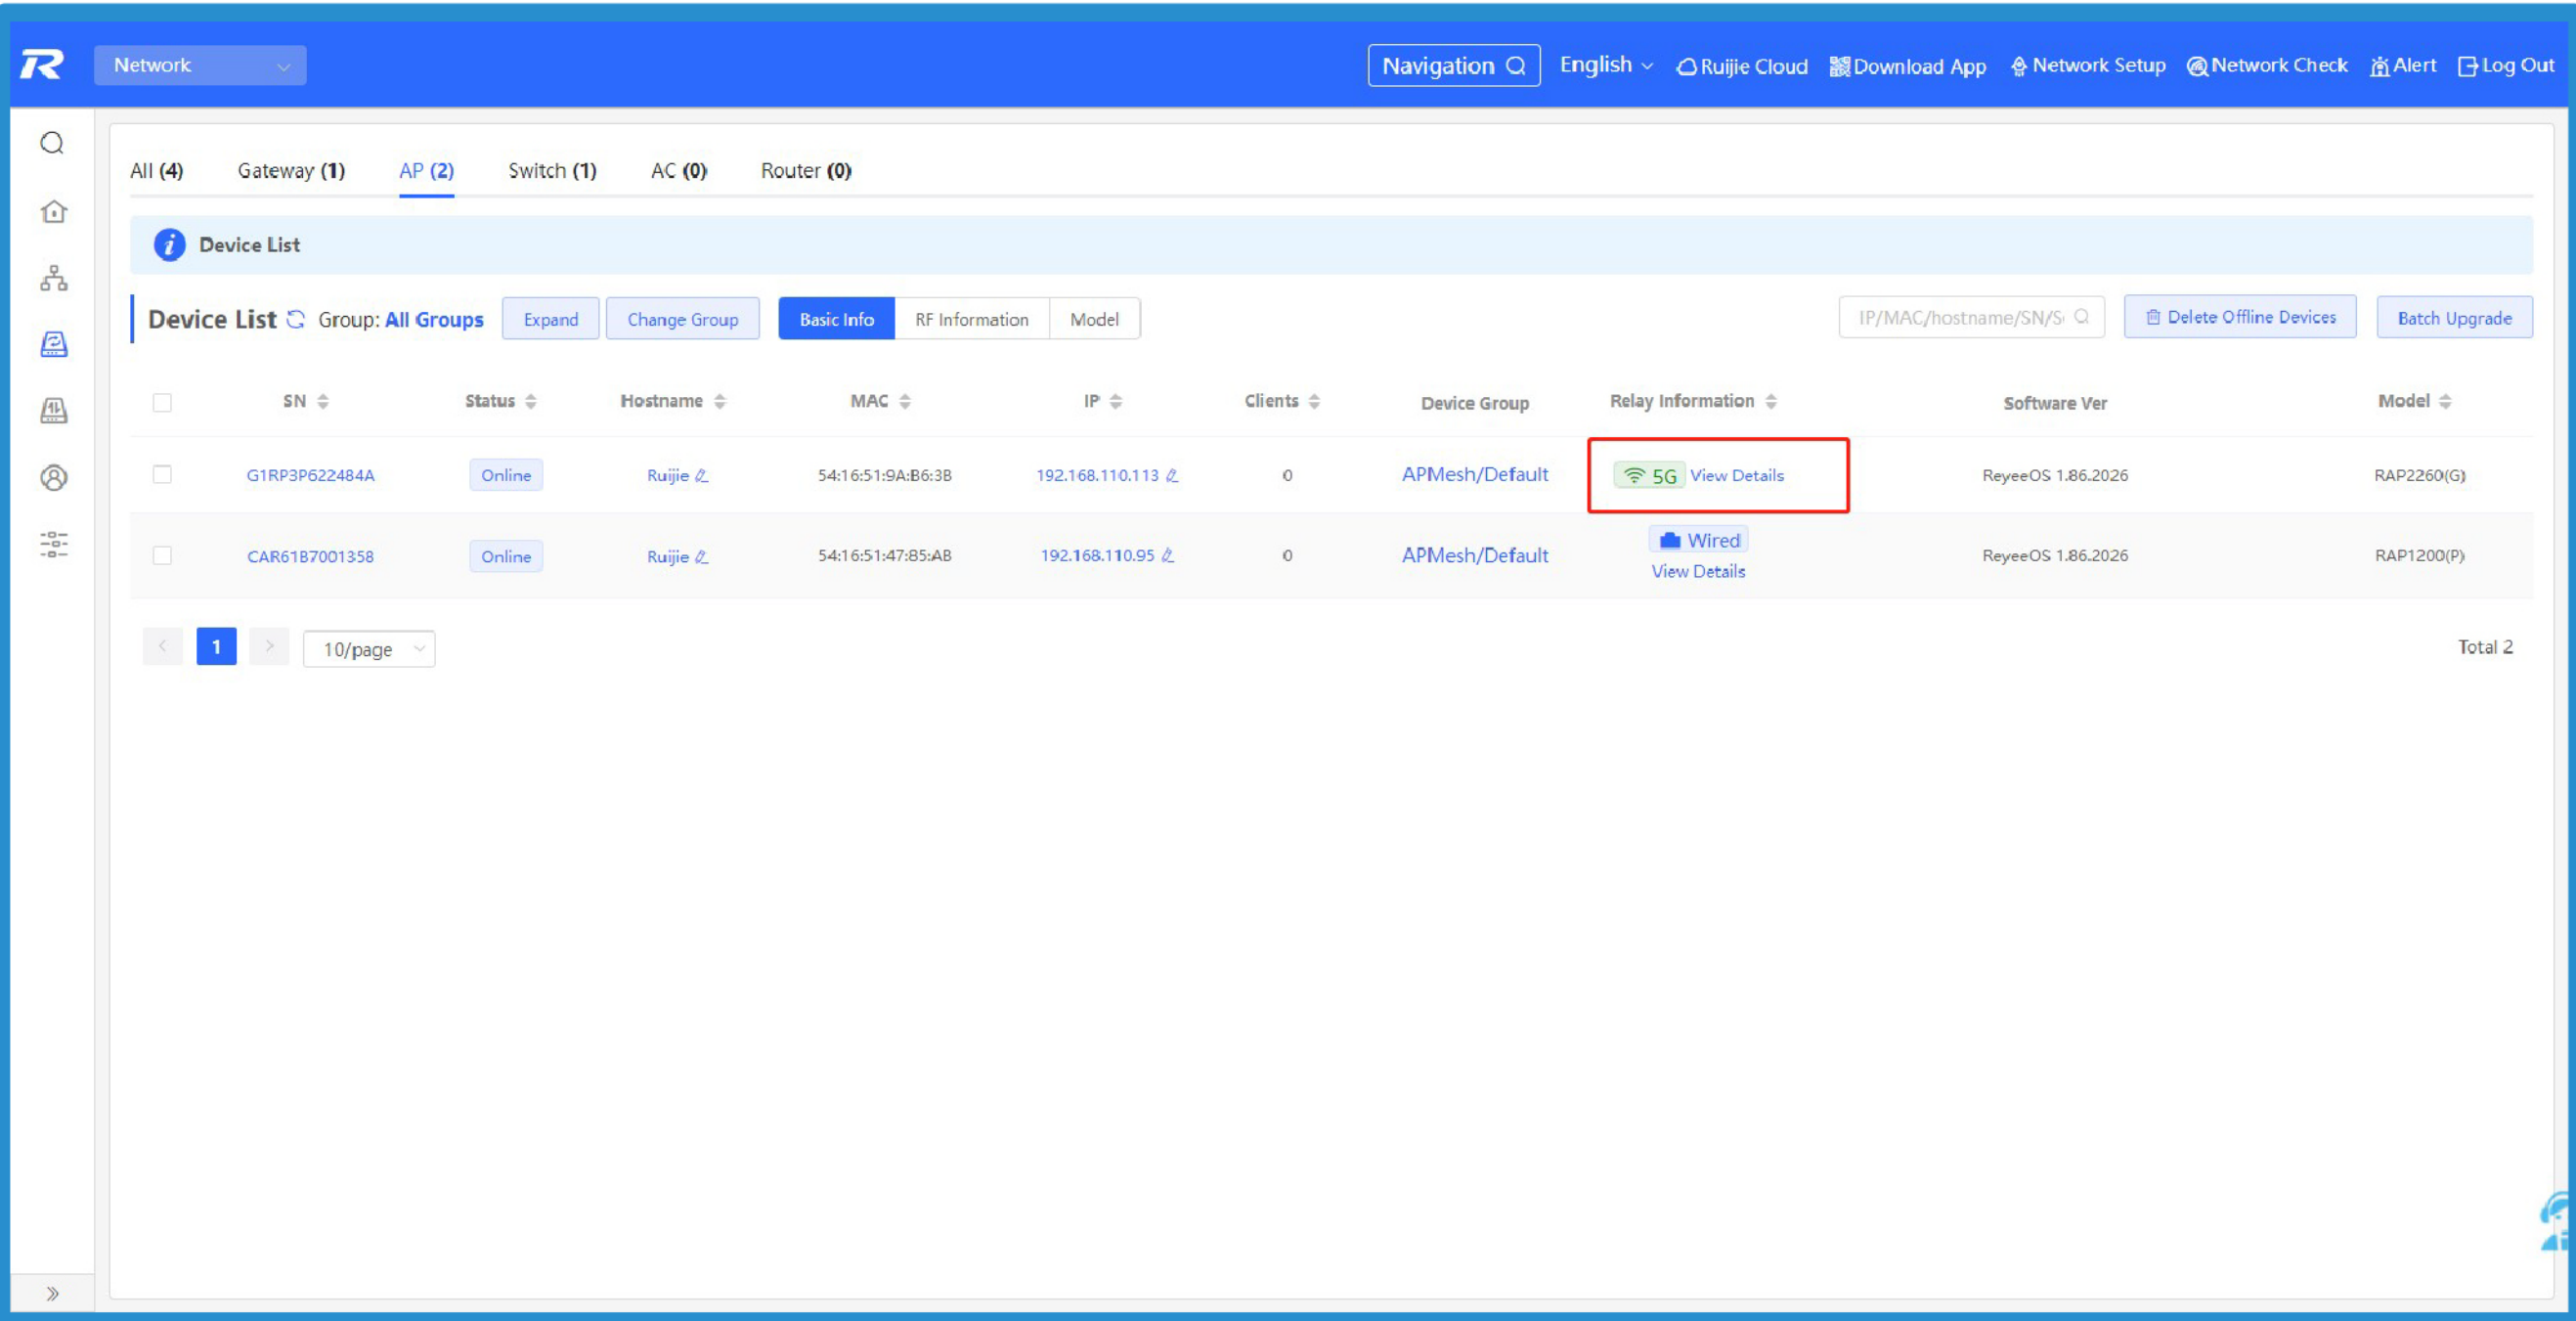 Network
Navigation English Ruijie Cloud Download App Network Setup Network Check Alert Log Out
All (4) Gateway (1) AP (2) Switch (1) AC (0) Router (0)
Device List
Device List Group: All Groups Expand Change Group Basic Info RF Information Model IP/MAC/hostname/SN/S Delete Offline Devices Batch Upgrade
SN Status Hostname MAC IP Clients Device Group Relay Information Software Ver Model
G1RP3P622484A Online Ruijie 54:16:51:9A:B6:3B 192.168.110.113 0 APMesh/Default 5G View Details ReyeeOS 1.86.2026 RAP2260(G)
CAR61B7001358 Online Ruijie 54:16:51:47:85:AB 192.168.110.95 0 APMesh/Default Wired View Details ReyeeOS 1.86.2026 RAP1200(P)
1 10/page Total 2